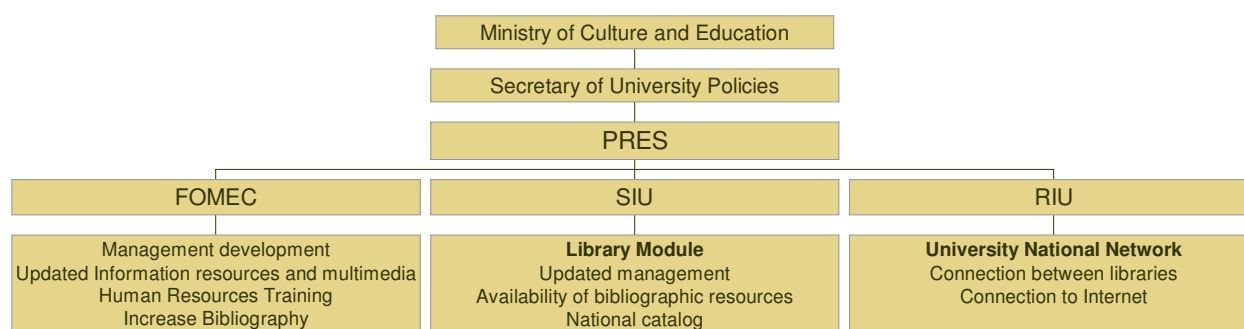 Ministry of Culture and Education
Secretary of University Policies
PRES
FOMEC
SIU
RIU
Management development
Updated Information resources and multimedia
Human Resources Training
Increase Bibliography
Library Module
Updated management
Availability of bibliographic resources
National catalog
University National Network
Connection between libraries
Connection to Internet